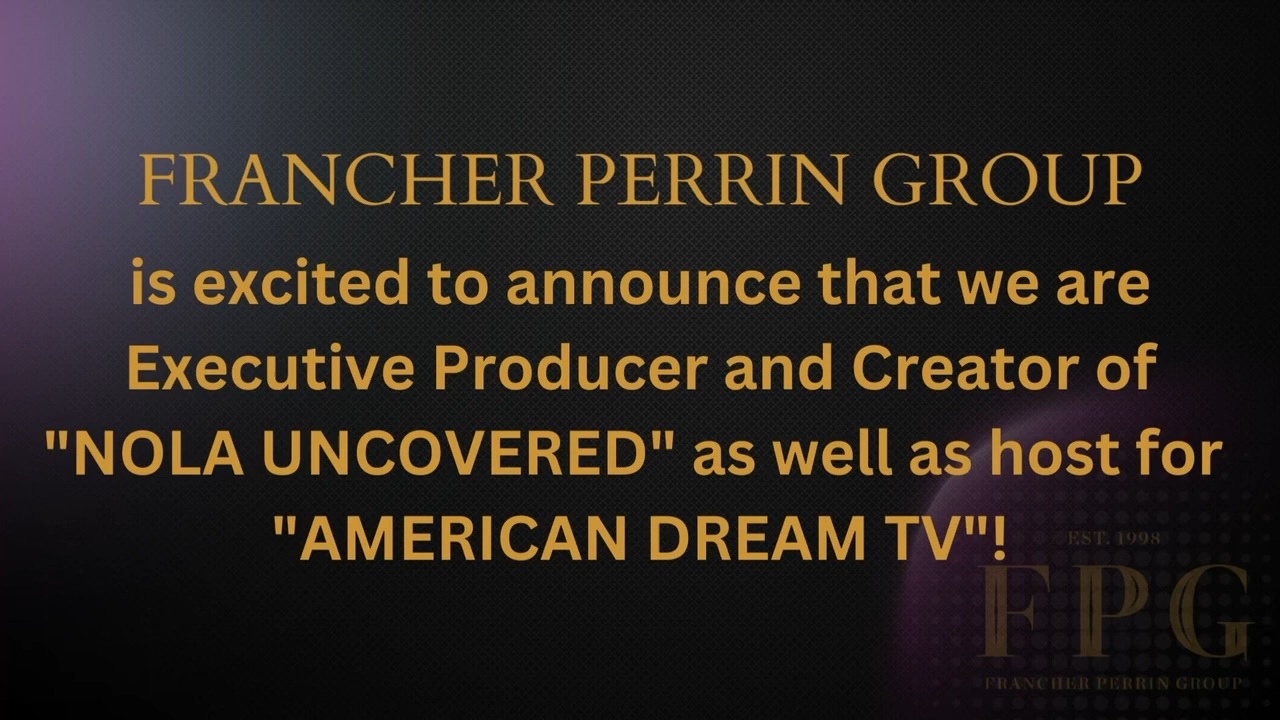 FRANCHER PERRIN GROUP
is excited to announce that we are
Executive Producer and Creator of
"NOLA UNCOVERED" as well as host for
"AMERICAN DREAM TV"!
EST. 1998
FPG
FRANCHER PERRIN GROUP